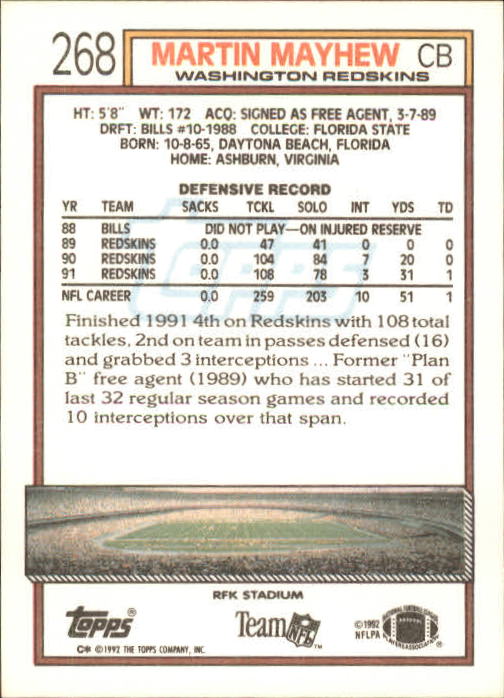 268 MARTIN MAYHEW CB
WASHINGTON REDSKINS
HT: 5'8" WT: 172 ACQ: SIGNED AS FREE AGENT, 3-7-89
DRFT: BILLS #10-1988 COLLEGE: FLORIDA STATE
BORN: 10-8-65, DAYTONA BEACH, FLORIDA
HOME: ASHBURN, VIRGINIA
DEFENSIVE RECORD
YR TEAM SACKS TCKL SOLO INT YDS TD
88 BILLS DID NOT PLAY—ON INJURED RESERVE
89 REDSKINS 0.0 47 41 0 0 0
90 REDSKINS 0.0 104 84 7 20 0
91 REDSKINS 0.0 108 78 3 31 1
NFL CAREER 0.0 259 203 10 51 1
Finished 1991 4th on Redskins with 108 total
tackles, 2nd on team in passes defensed (16)
and grabbed 3 interceptions ... Former "Plan
B" free agent (1989) who has started 31 of
last 32 regular season games and recorded
10 interceptions over that span.
RFK STADIUM
Topps® Team NFL™ ©1992
NFLPA
C* ©1992 THE TOPPS COMPANY, INC.